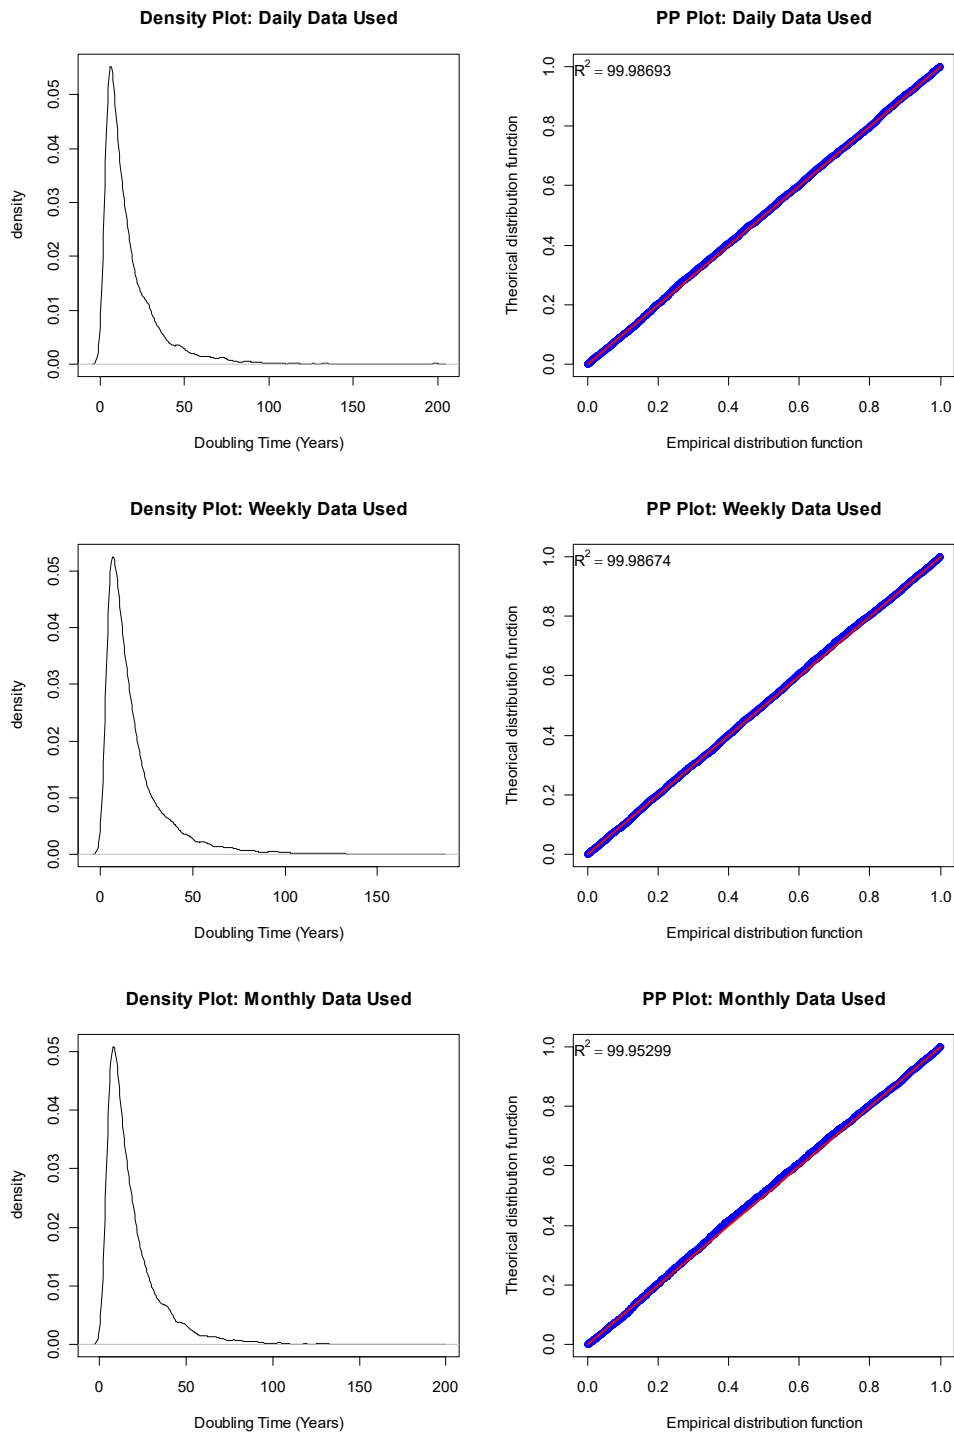 Density Plot: Daily Data Used
density
0.00 0.01 0.02 0.03 0.04 0.05
0 50 100 150 200
Doubling Time (Years)
PP Plot: Daily Data Used
R² = 99.98693
Theorical distribution function
0.0 0.2 0.4 0.6 0.8 1.0
0.0 0.2 0.4 0.6 0.8 1.0
Empirical distribution function
Density Plot: Weekly Data Used
density
0.00 0.01 0.02 0.03 0.04 0.05
0 50 100 150
Doubling Time (Years)
PP Plot: Weekly Data Used
R² = 99.98674
Theorical distribution function
0.0 0.2 0.4 0.6 0.8 1.0
0.0 0.2 0.4 0.6 0.8 1.0
Empirical distribution function
Density Plot: Monthly Data Used
density
0.00 0.01 0.02 0.03 0.04 0.05
0 50 100 150 200
Doubling Time (Years)
PP Plot: Monthly Data Used
R² = 99.95299
Theorical distribution function
0.0 0.2 0.4 0.6 0.8 1.0
0.0 0.2 0.4 0.6 0.8 1.0
Empirical distribution function